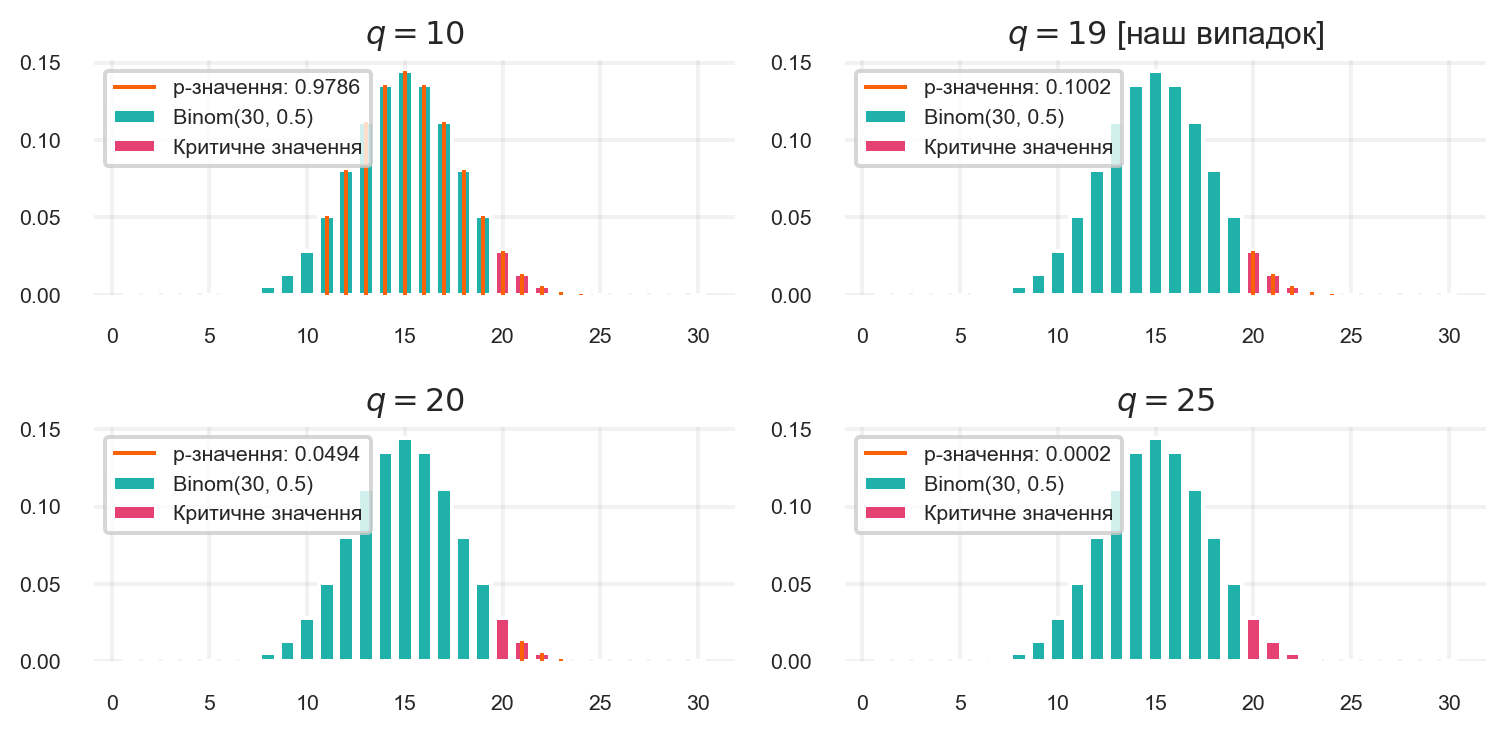 q = 10
0.15
0.10
0.05
0.00
p-значення: 0.9786
Binom(30, 0.5)
Критичне значення
0 5 10 15 20 25 30
q = 19 [наш випадок]
0.15
0.10
0.05
0.00
p-значення: 0.1002
Binom(30, 0.5)
Критичне значення
0 5 10 15 20 25 30
q = 20
0.15
0.10
0.05
0.00
p-значення: 0.0494
Binom(30, 0.5)
Критичне значення
0 5 10 15 20 25 30
q = 25
0.15
0.10
0.05
0.00
p-значення: 0.0002
Binom(30, 0.5)
Критичне значення
0 5 10 15 20 25 30